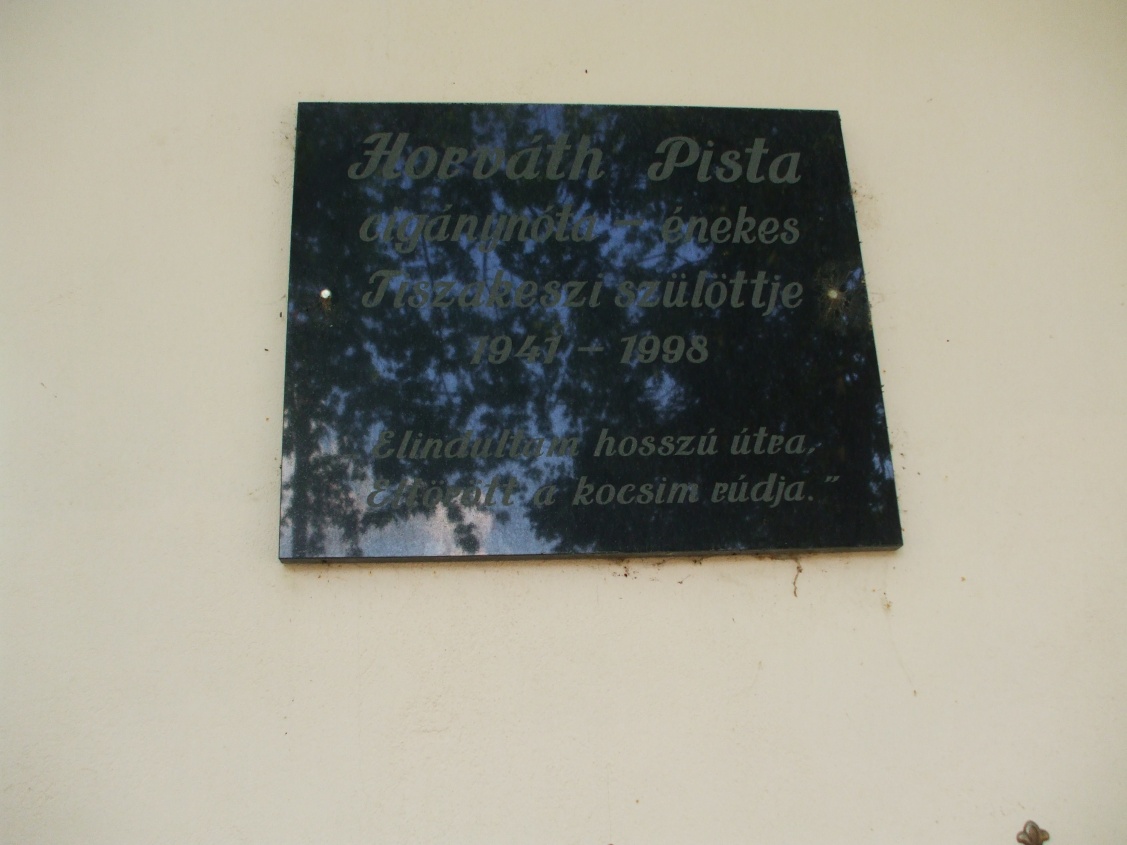 Horváth Pista
cigánynóta – énekes
Tiszakeszi szülöttje
1941 – 1998
Elindultam hosszú útra,
Eltörött a kocsim rúdja."